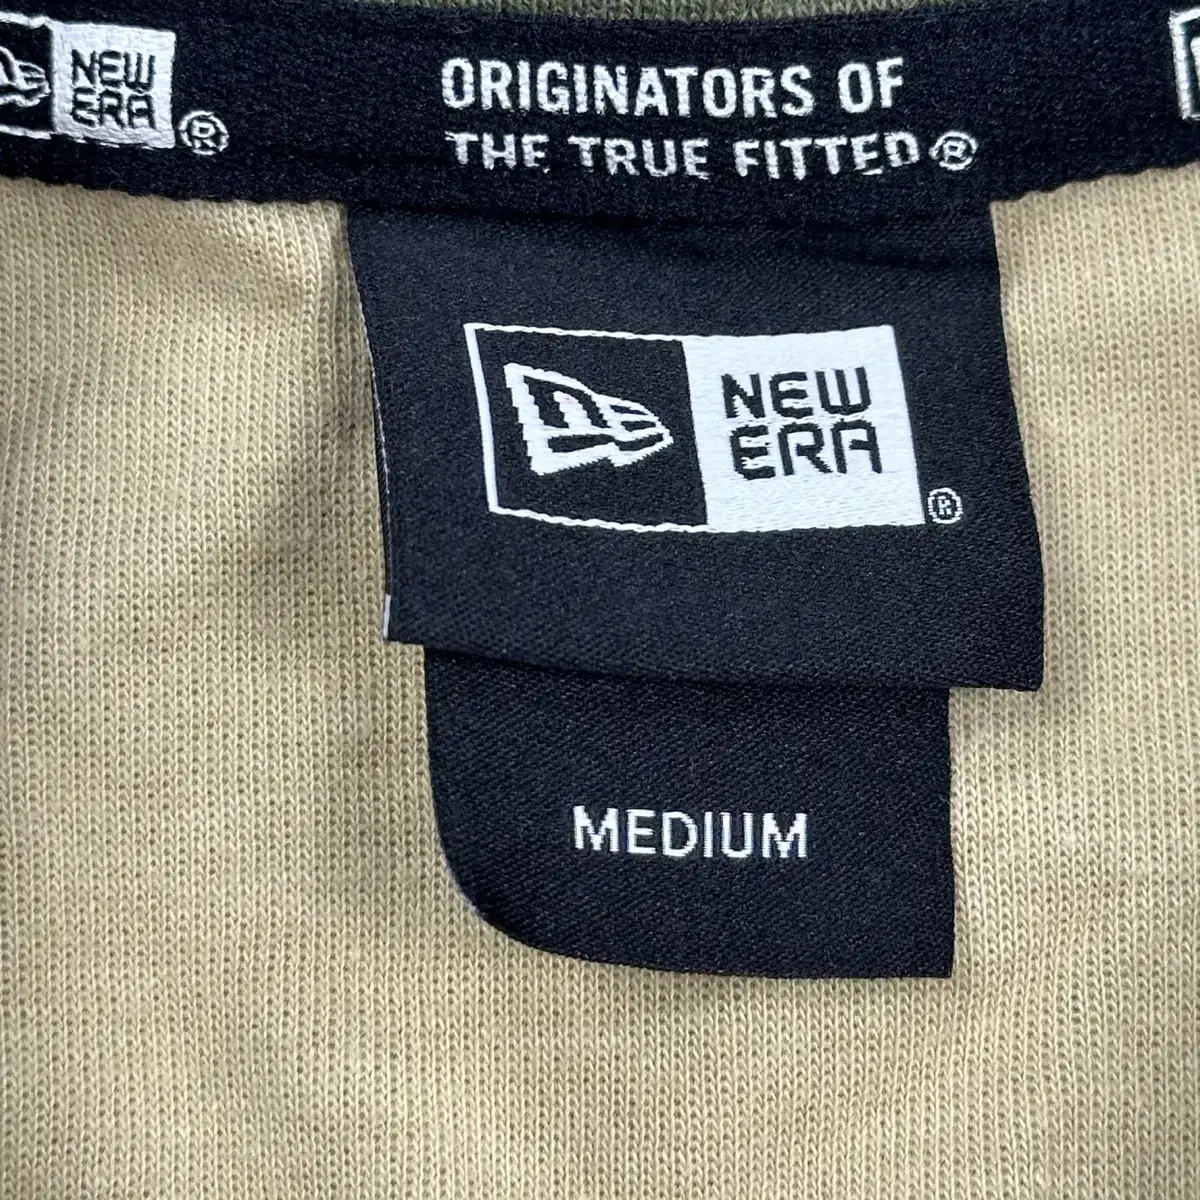 NEW
ERA®
ORIGINATORS OF
THE TRUE FITTED®
NEW
ERA®
MEDIUM